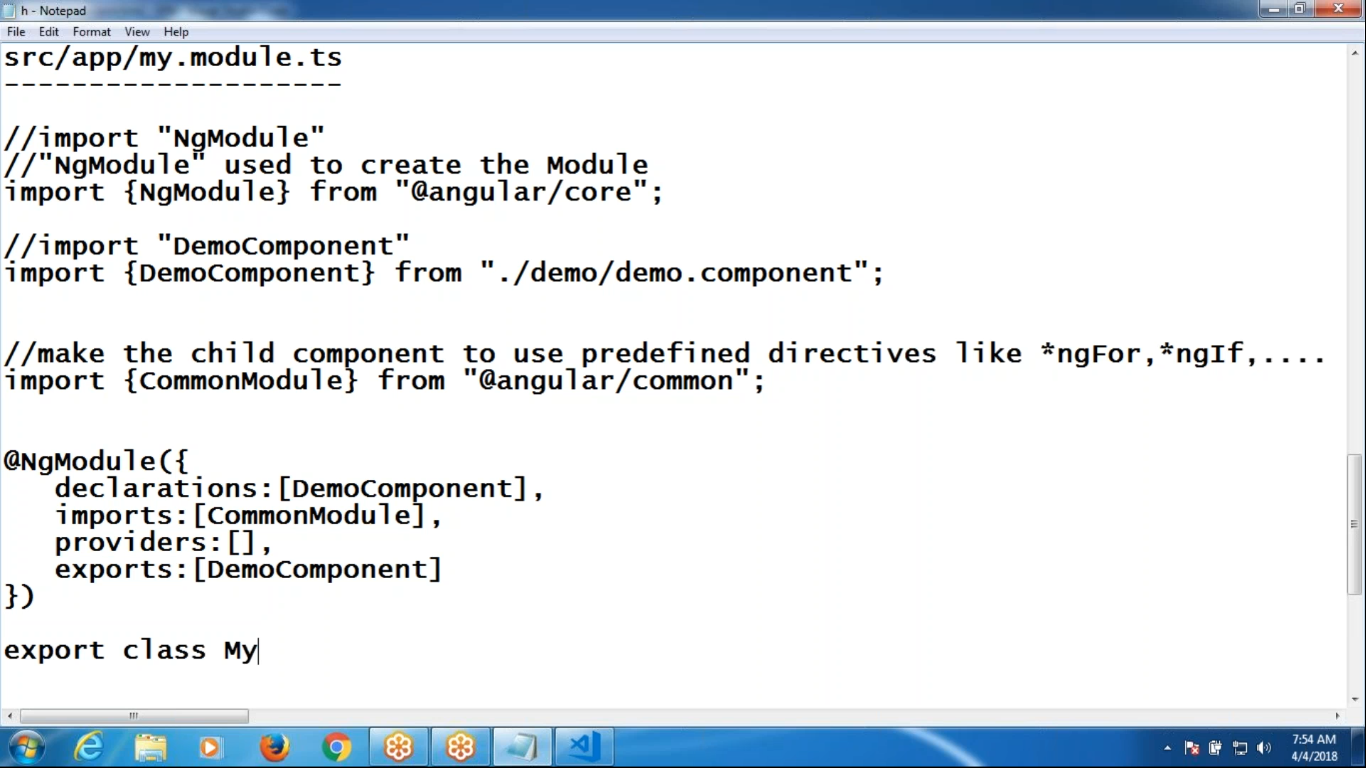 h - Notepad
File Edit Format View Help
src/app/my.module.ts
--------------------
//import "NgModule"
//"NgModule" used to create the Module
import {NgModule} from "@angular/core";
//import "DemoComponent"
import {DemoComponent} from "./demo/demo.component";
//make the child component to use predefined directives like *ngFor,*ngIf,....
import {CommonModule} from "@angular/common";
@NgModule({
declarations:[DemoComponent],
imports:[CommonModule],
providers:[],
exports:[DemoComponent]
})
export class My
7:54 AM
4/4/2018